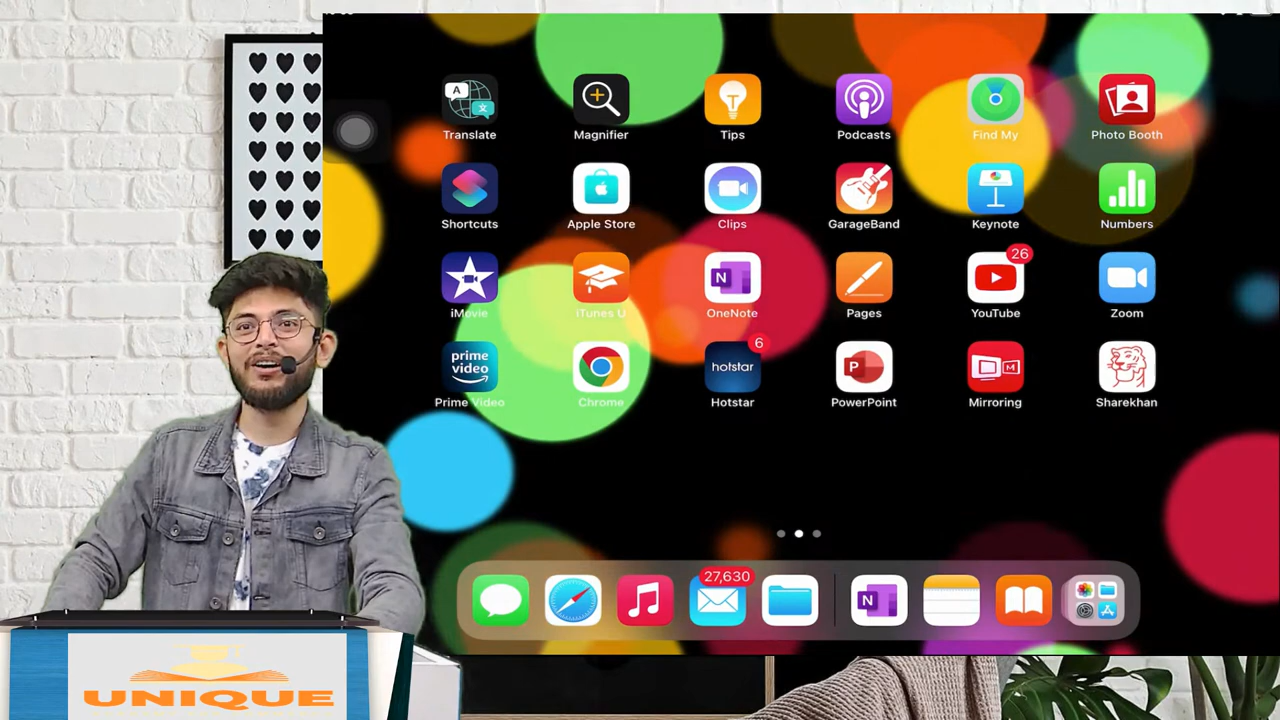 Translate
Magnifier
Tips
Podcasts
Find My
Photo Booth
Shortcuts
Apple Store
Clips
GarageBand
Keynote
Numbers
iMovie
iTunes U
N
OneNote
Pages
26
YouTube
Zoom
prime video
Prime Video
Chrome
6
hotstar
Hotstar
P
PowerPoint
M
Mirroring
Sharekhan
27,630
N
UNIQUE